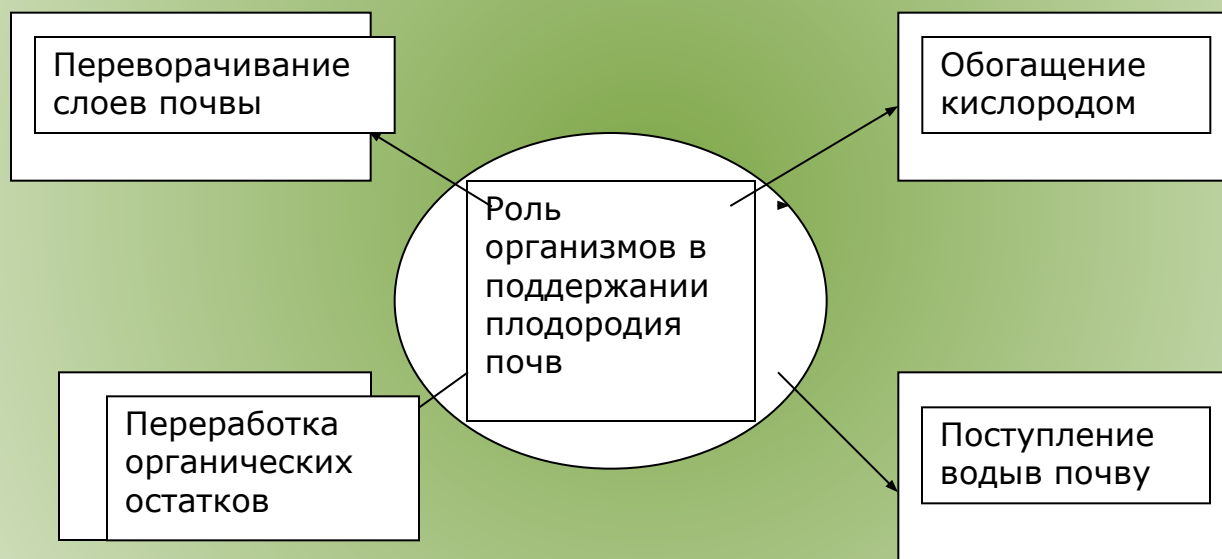 Переворачивание
слоев почвы
Обогащение
кислородом
Роль
организмов в
поддержании
плодородия
почв
Переработка
органических
остатков
Поступление
водыв почву